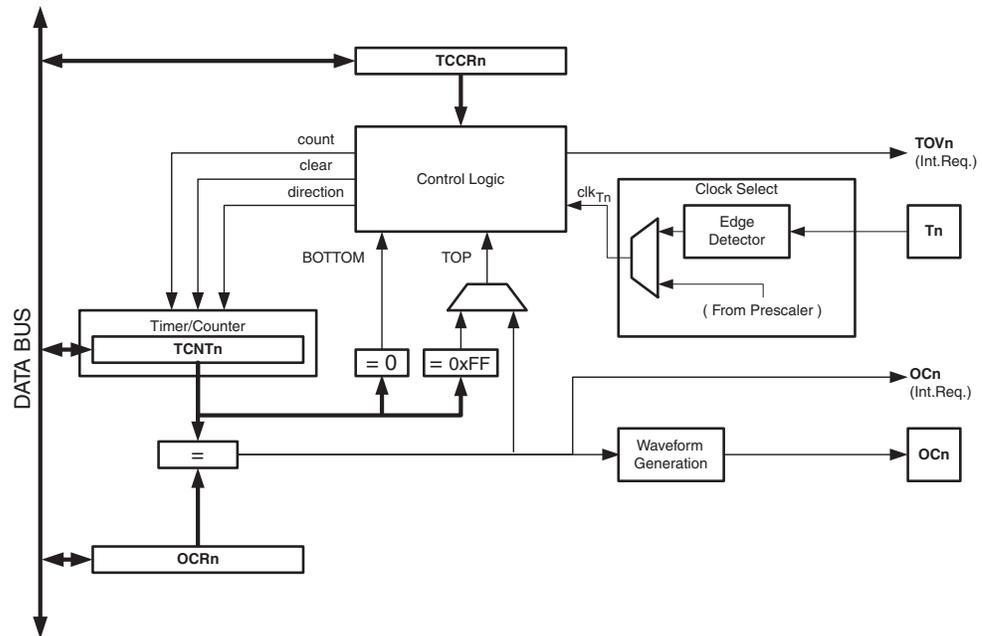 TCCRn
count
clear
direction
Control Logic
TOVn
(Int.Req.)
clkTn
Clock Select
Edge
Detector
Tn
( From Prescaler )
BOTTOM
TOP
Timer/Counter
TCNTn
= 0
= 0xFF
DATA BUS
OCn
(Int.Req.)
=
Waveform
Generation
OCn
OCRn